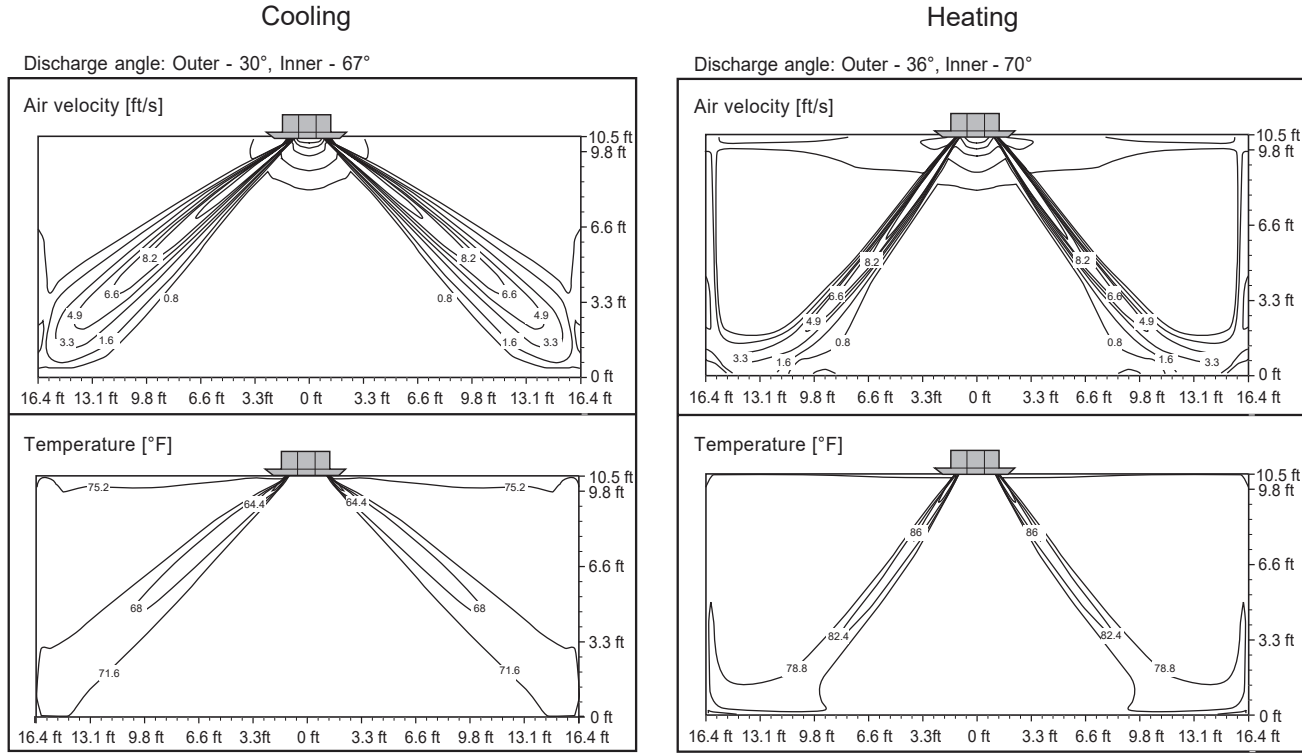 Cooling
Discharge angle: Outer - 30°, Inner - 67°
Air velocity [ft/s]
10.5 ft
9.8 ft
6.6 ft
8.2
8.2
6.6
6.6
0.8
0.8
3.3 ft
4.9
4.9
3.3
1.6
1.6
3.3
0 ft
16.4 ft 13.1 ft 9.8 ft 6.6 ft 3.3ft 0 ft 3.3 ft 6.6 ft 9.8 ft 13.1 ft 16.4 ft
Temperature [°F]
10.5 ft
9.8 ft
75.2
75.2
64.4
64.4
6.6 ft
68
68
3.3 ft
71.6
71.6
0 ft
16.4 ft 13.1 ft 9.8 ft 6.6 ft 3.3ft 0 ft 3.3 ft 6.6 ft 9.8 ft 13.1 ft 16.4 ft
Heating
Discharge angle: Outer - 36°, Inner - 70°
Air velocity [ft/s]
10.5 ft
9.8 ft
6.6 ft
8.2
8.2
6.6
6.6
3.3 ft
4.9
4.9
0.8
0.8
3.3
1.6
1.6
3.3
0 ft
16.4 ft 13.1 ft 9.8 ft 6.6 ft 3.3ft 0 ft 3.3 ft 6.6 ft 9.8 ft 13.1 ft 16.4 ft
Temperature [°F]
10.5 ft
9.8 ft
86
86
6.6 ft
82.4
82.4
3.3 ft
78.8
78.8
0 ft
16.4 ft 13.1 ft 9.8 ft 6.6 ft 3.3ft 0 ft 3.3 ft 6.6 ft 9.8 ft 13.1 ft 16.4 ft